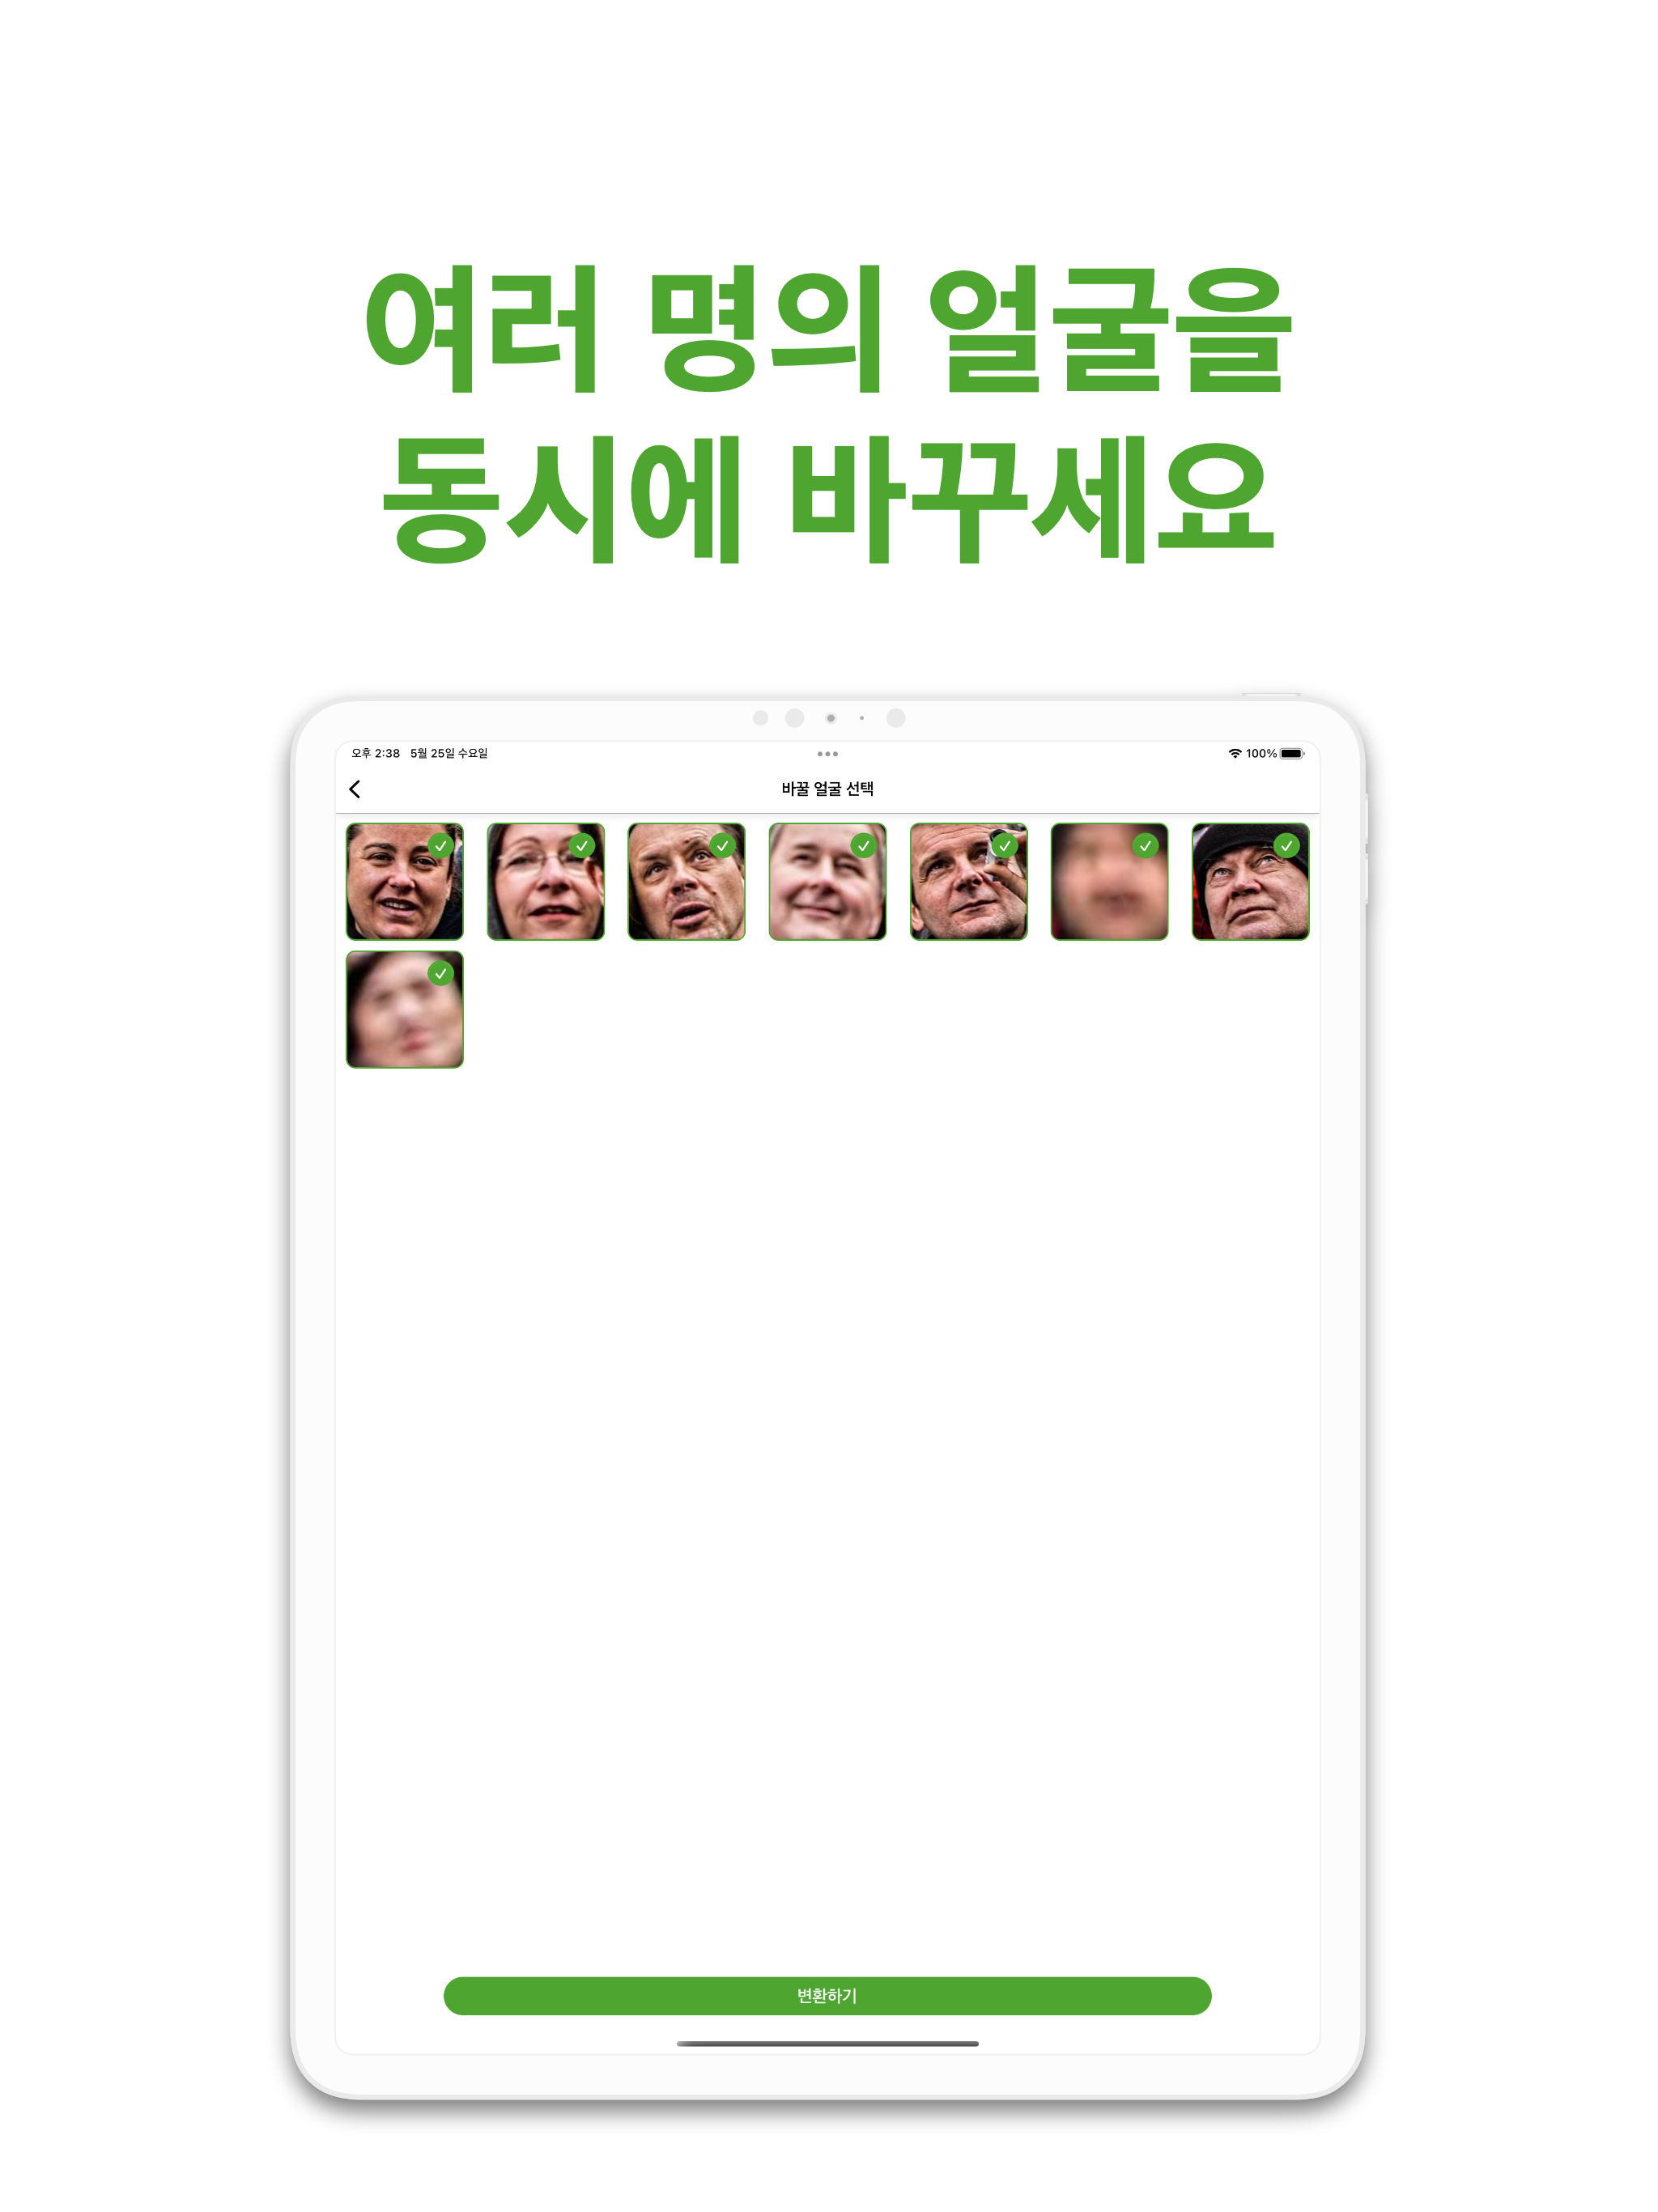 여러 명의 얼굴을
동시에 바꾸세요
오후 2:38 5월 25일 수요일
100%
바꿀 얼굴 선택
변환하기